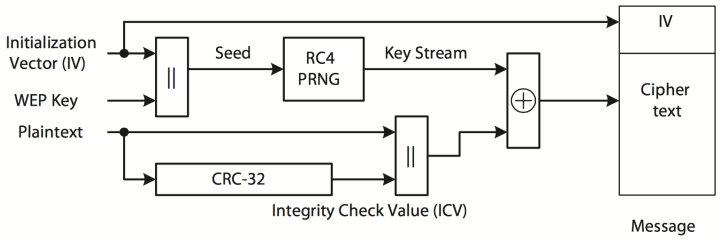 IV
Initialization
Vector (IV)
Seed
RC4
PRNG
Key Stream
||
WEP Key
Cipher
text
Plaintext
||
CRC-32
Integrity Check Value (ICV)
Message